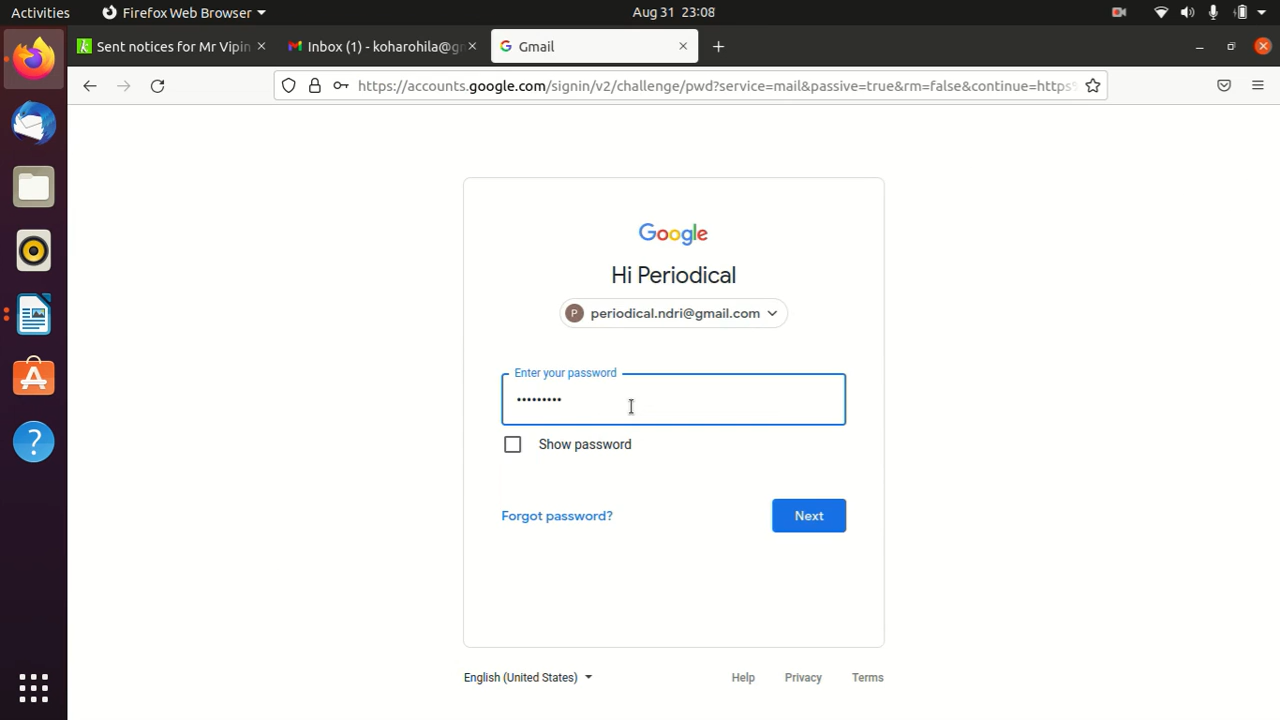 Activities
Firefox Web Browser
Aug 31 23:08
Sent notices for Mr Vipin
Inbox (1) - koharohila@gm
Gmail
https://accounts.google.com/signin/v2/challenge/pwd?service=mail&passive=true&rm=false&continue=https%
Google
Hi Periodical
P periodical.ndri@gmail.com
Enter your password
•••••••••
Show password
Forgot password?
Next
English (United States)
Help
Privacy
Terms